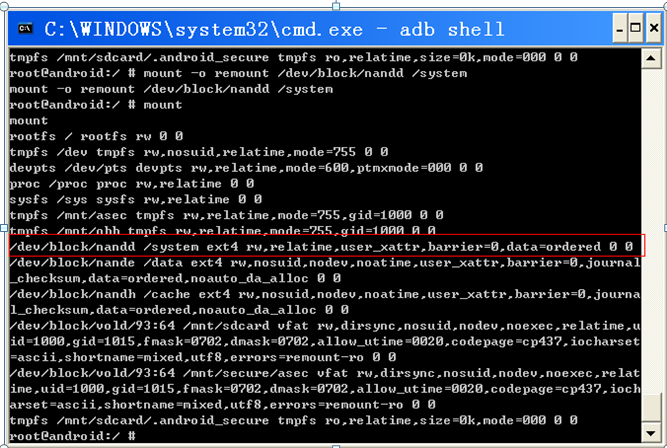 C:\WINDOWS\system32\cmd.exe - adb shell
tmpfs /mnt/sdcard/.android_secure tmpfs ro,relatime,size=0k,mode=000 0 0
root@android:/ # mount -o remount /dev/block/nandd /system
mount -o remount /dev/block/nandd /system
root@android:/ # mount
mount
rootfs / rootfs rw 0 0
tmpfs /dev tmpfs rw,nosuid,relatime,mode=755 0 0
devpts /dev/pts devpts rw,relatime,mode=600,ptmxmode=000 0 0
proc /proc proc rw,relatime 0 0
sysfs /sys sysfs rw,relatime 0 0
tmpfs /mnt/asec tmpfs rw,relatime,mode=755,gid=1000 0 0
tmpfs /mnt/obb tmpfs rw,relatime,mode=755,gid=1000 0 0
/dev/block/nandd /system ext4 rw,relatime,user_xattr,barrier=0,data=ordered 0 0
/dev/block/nande /data ext4 rw,nosuid,nodev,noatime,user_xattr,barrier=0,journal
_checksum,data=ordered,noauto_da_alloc 0 0
/dev/block/nandh /cache ext4 rw,nosuid,nodev,noatime,user_xattr,barrier=0,journa
l_checksum,data=ordered,noauto_da_alloc 0 0
/dev/block/vold/93:64 /mnt/sdcard vfat rw,dirsync,nosuid,nodev,noexec,relatime,u
id=1000,gid=1015,fmask=0702,dmask=0702,allow_utime=0020,codepage=cp437,iocharset
=ascii,shortname=mixed,utf8,errors=remount-ro 0 0
/dev/block/vold/93:64 /mnt/secure/asec vfat rw,dirsync,nosuid,nodev,noexec,relat
ime,uid=1000,gid=1015,fmask=0702,dmask=0702,allow_utime=0020,codepage=cp437,ioch
arset=ascii,shortname=mixed,utf8,errors=remount-ro 0 0
tmpfs /mnt/sdcard/.android_secure tmpfs ro,relatime,size=0k,mode=000 0 0
root@android:/ #